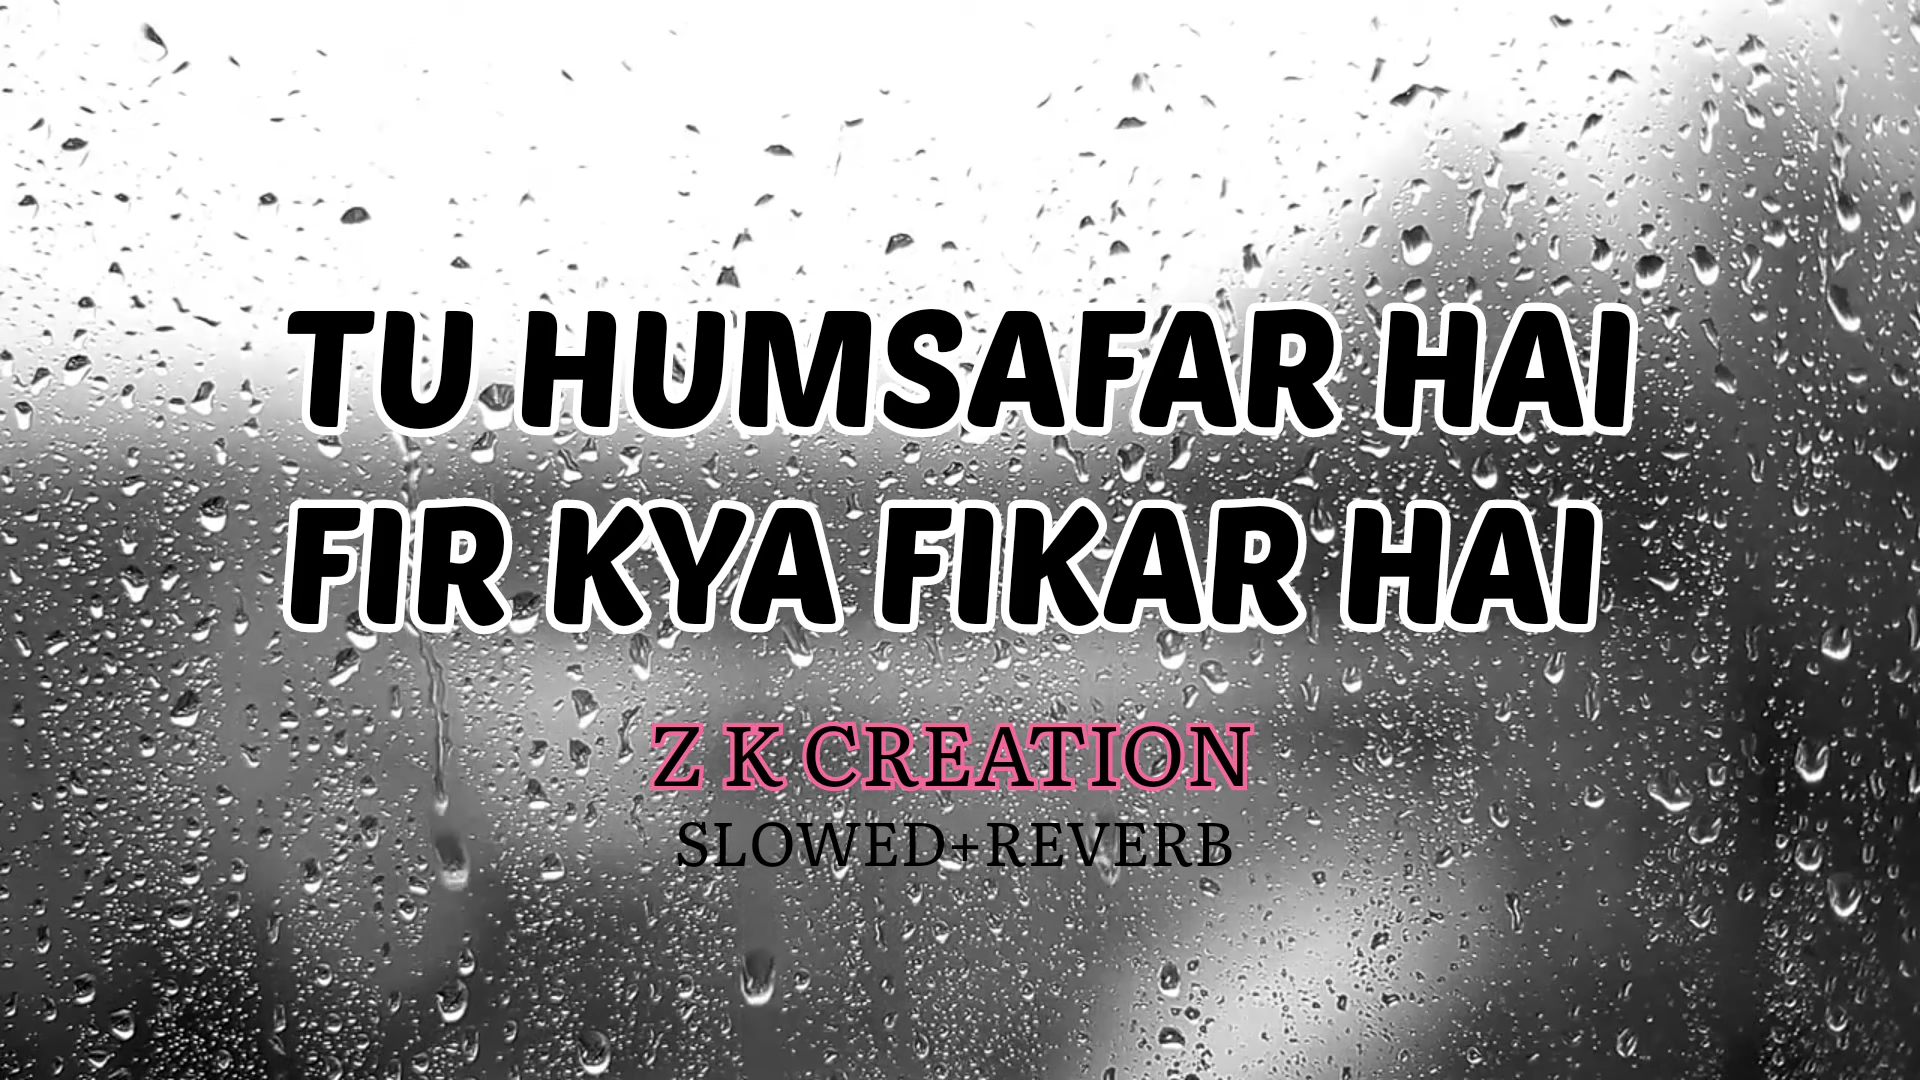 TU HUMSAFAR HAI
FIR KYA FIKAR HAI
Z K CREATION
SLOWED+REVERB